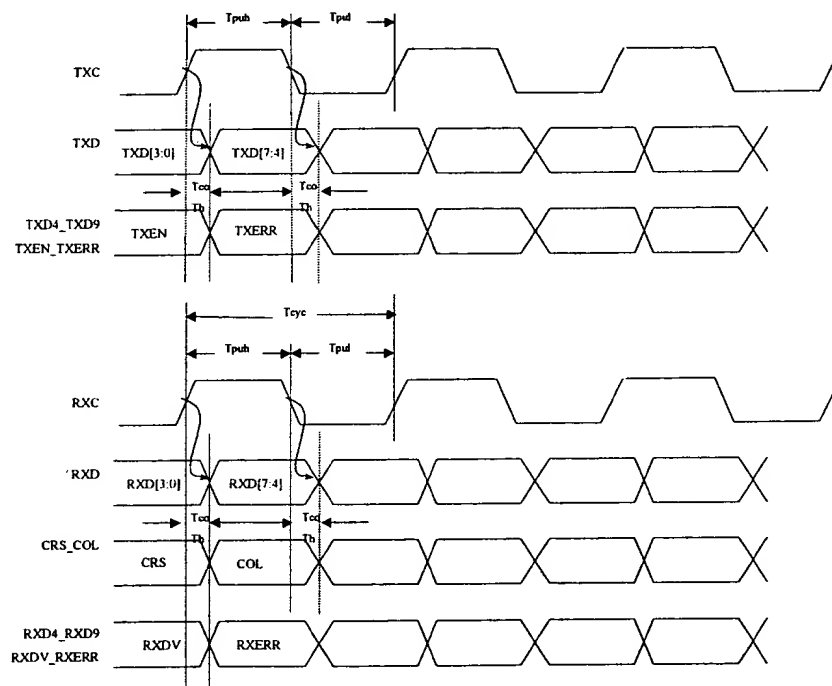 Tpuh Tpul
TXC
TXD
TXD[3:0] TXD[7:4]
Tco Tco
Th Th
TXD4_TXD9
TXEN_TXERR
TXEN TXERR
Tcyc
Tpuh Tpul
RXC
RXD
RXD[3:0] RXD[7:4]
Tco Tco
Th Th
CRS_COL
CRS COL
RXD4_RXD9
RXDV_RXERR
RXDV RXERR